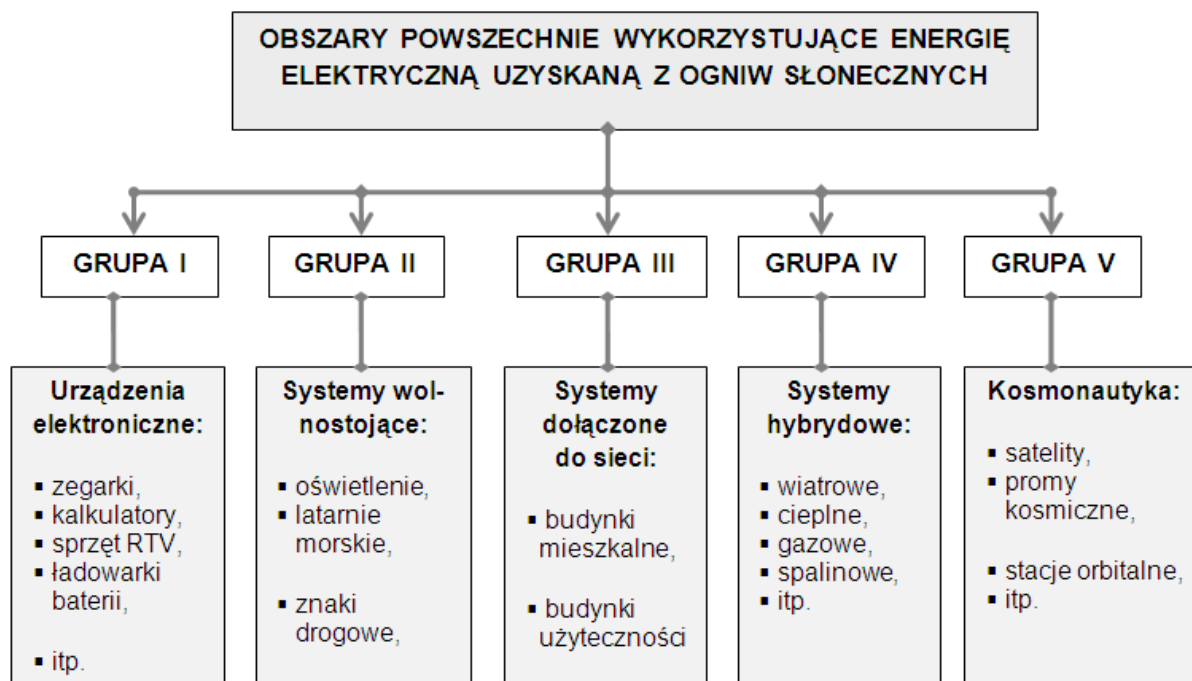 OBSZARY POWSZECHNIE WYKORZYSTUJĄCE ENERGIĘ
ELEKTRYCZNĄ UZYSKANĄ Z OGNIW SŁONECZNYCH
GRUPA I
GRUPA II
GRUPA III
GRUPA IV
GRUPA V
Urządzenia
elektroniczne:
▪ zegarki,
▪ kalkulatory,
▪ sprzęt RTV,
▪ ładowarki
baterii,
▪ itp.
Systemy wol-
nostojące:
▪ oświetlenie,
▪ latarnie
morskie,
▪ znaki
drogowe,
Systemy
dołączone
do sieci:
▪ budynki
mieszkalne,
▪ budynki
użyteczności
Systemy
hybrydowe:
▪ wiatrowe,
▪ cieplne,
▪ gazowe,
▪ spalinowe,
▪ itp.
Kosmonautyka:
▪ satelity,
▪ promy
kosmiczne,
▪ stacje orbitalne,
▪ itp.